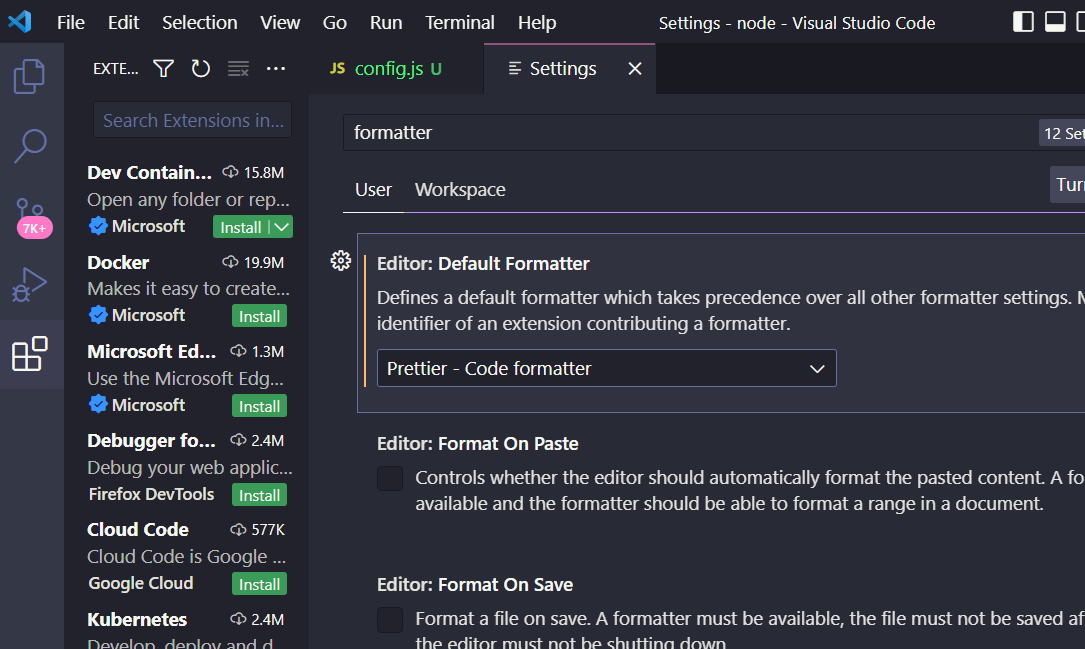 File Edit Selection View Go Run Terminal Help Settings - node - Visual Studio Code
EXTE...
JS config.js U
Settings
Search Extensions in...
formatter
12 Set
User Workspace
Turn
7K+
Dev Contain... 15.8M
Open any folder or rep...
Microsoft Install
Docker 19.9M
Makes it easy to create...
Microsoft Install
Microsoft Ed... 1.3M
Use the Microsoft Edg...
Microsoft Install
Debugger fo... 2.4M
Debug your web applic...
Firefox DevTools Install
Cloud Code 577K
Cloud Code is Google ...
Google Cloud Install
Kubernetes 2.4M
Develop, deploy and d
Editor: Default Formatter
Defines a default formatter which takes precedence over all other formatter settings. M
identifier of an extension contributing a formatter.
Prettier - Code formatter
Editor: Format On Paste
Controls whether the editor should automatically format the pasted content. A fo
available and the formatter should be able to format a range in a document.
Editor: Format On Save
Format a file on save. A formatter must be available, the file must not be saved af
the editor must not be shutting down.